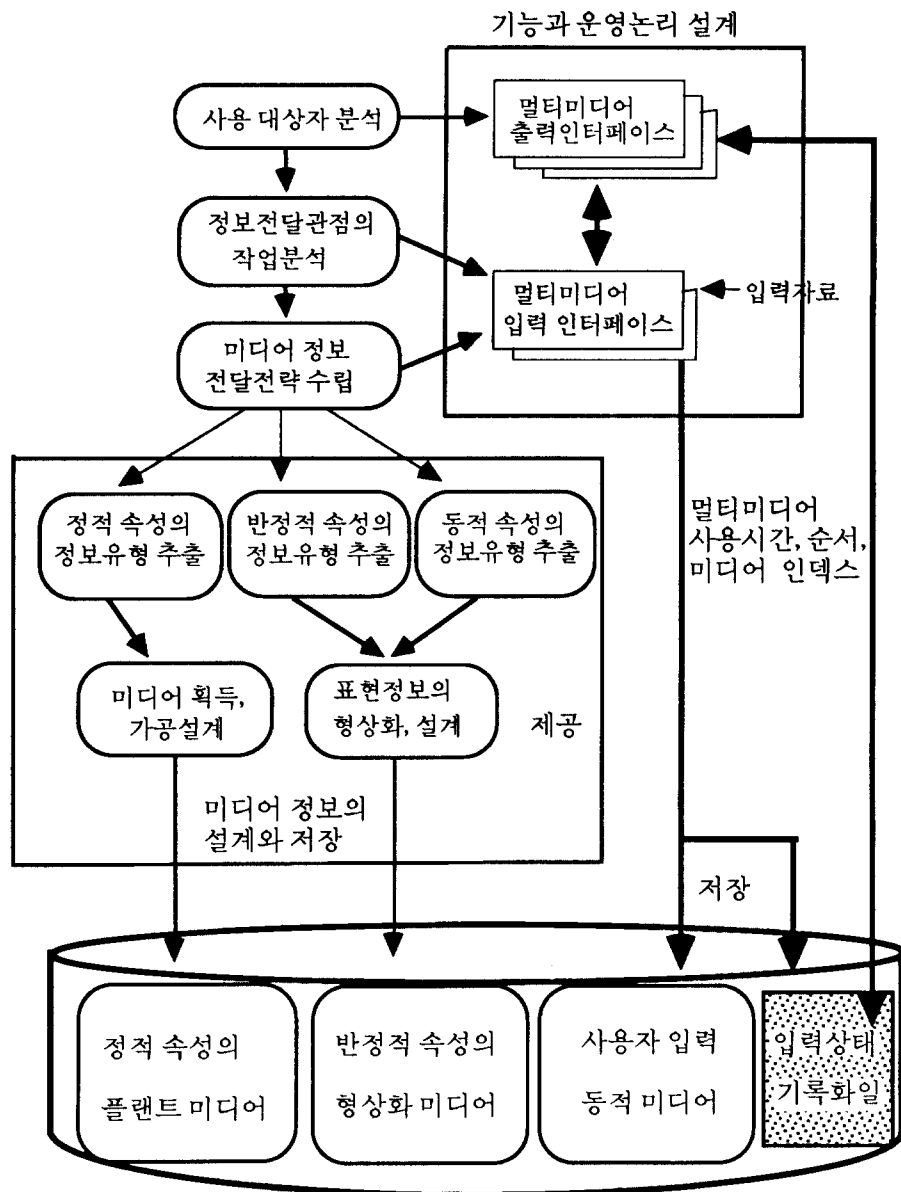 기능과 운영논리 설계
사용 대상자 분석
멀티미디어
출력인터페이스
정보전달관점의
작업분석
멀티미디어
입력 인터페이스
입력자료
미디어 정보
전달전략 수립
정적 속성의
정보유형 추출
반정적 속성의
정보유형 추출
동적 속성의
정보유형 추출
멀티미디어
사용시간, 순서,
미디어 인덱스
미디어 획득,
가공설계
표현정보의
형상화, 설계
제공
미디어 정보의
설계와 저장
저장
정적 속성의
플랜트 미디어
반정적 속성의
형상화 미디어
사용자 입력
동적 미디어
입력상태
기록화일